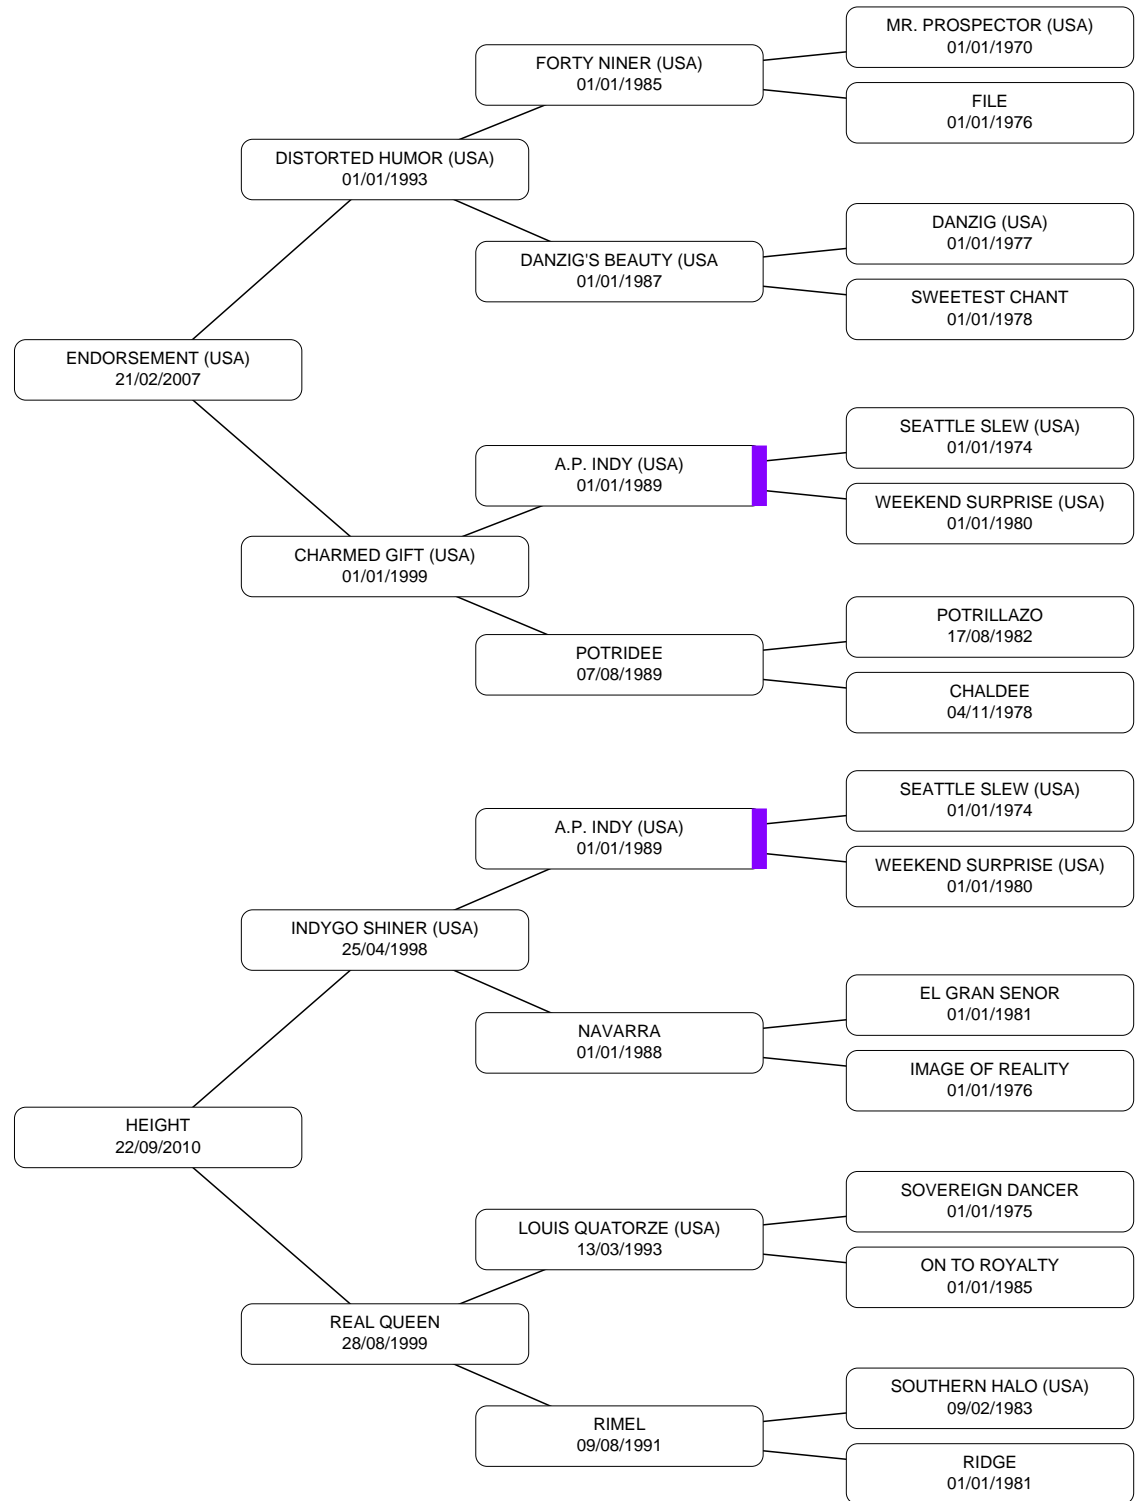 MR. PROSPECTOR (USA)
01/01/1970
FORTY NINER (USA)
01/01/1985
FILE
01/01/1976
DISTORTED HUMOR (USA)
01/01/1993
DANZIG (USA)
01/01/1977
DANZIG'S BEAUTY (USA
01/01/1987
SWEETEST CHANT
01/01/1978
ENDORSEMENT (USA)
21/02/2007
SEATTLE SLEW (USA)
01/01/1974
A.P. INDY (USA)
01/01/1989
WEEKEND SURPRISE (USA)
01/01/1980
CHARMED GIFT (USA)
01/01/1999
POTRILLAZO
17/08/1982
POTRIDEE
07/08/1989
CHALDEE
04/11/1978
SEATTLE SLEW (USA)
01/01/1974
A.P. INDY (USA)
01/01/1989
WEEKEND SURPRISE (USA)
01/01/1980
INDYGO SHINER (USA)
25/04/1998
EL GRAN SENOR
01/01/1981
NAVARRA
01/01/1988
IMAGE OF REALITY
01/01/1976
HEIGHT
22/09/2010
SOVEREIGN DANCER
01/01/1975
LOUIS QUATORZE (USA)
13/03/1993
ON TO ROYALTY
01/01/1985
REAL QUEEN
28/08/1999
SOUTHERN HALO (USA)
09/02/1983
RIMEL
09/08/1991
RIDGE
01/01/1981